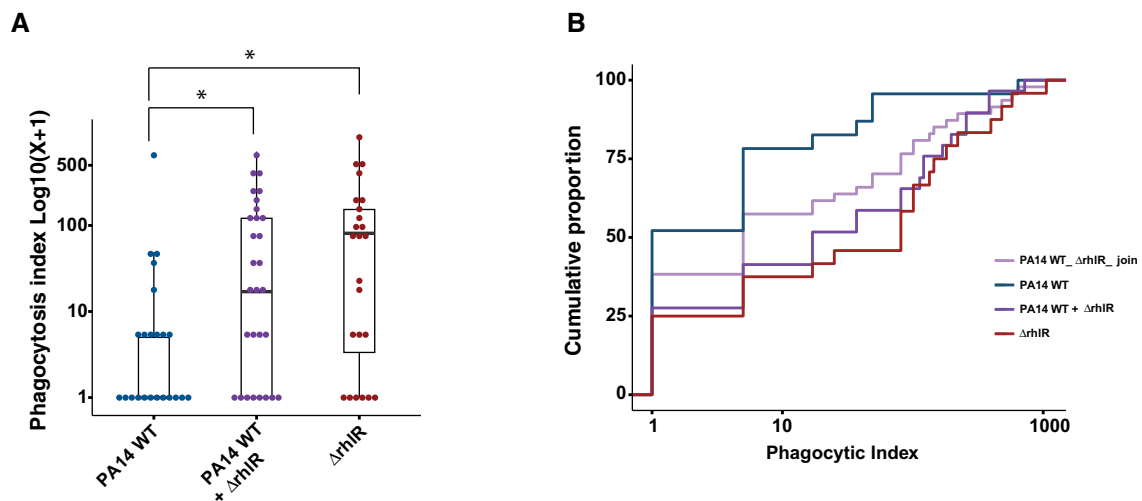 A
Phagocytosis index Log10(X+1)
*
*
500
100
10
1
PA14 WT
PA14 WT
+ ΔrhlR
ΔrhlR
B
Cumulative proportion
100
75
50
25
0
1
10
1000
Phagocytic Index
PA14 WT_ ΔrhlR_ join
PA14 WT
PA14 WT + ΔrhlR
ΔrhlR